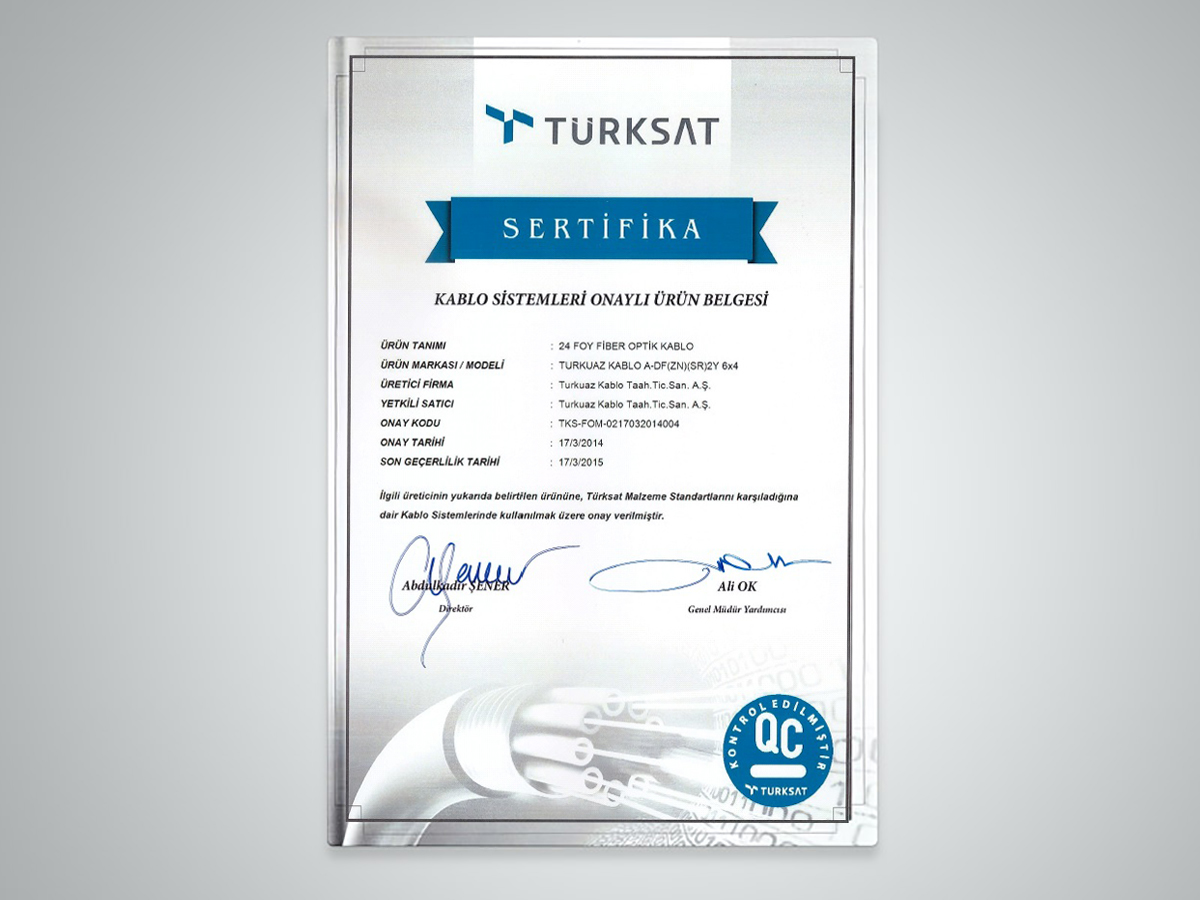 TÜRKSAT
SERTİFİKA
KABLO SİSTEMLERİ ONAYLI ÜRÜN BELGESİ
ÜRÜN TANIMI : 24 FOY FİBER OPTİK KABLO
ÜRÜN MARKASI / MODELİ : TURKUAZ KABLO A-DF(ZN)(SR)2Y 6x4
ÜRETİCİ FİRMA : Turkuaz Kablo Taah.Tic.San. A.Ş.
YETKİLİ SATICI : Turkuaz Kablo Taah.Tic.San. A.Ş.
ONAY KODU : TKS-FOM-0217032014004
ONAY TARİHİ : 17/3/2014
SON GEÇERLİLİK TARİHİ : 17/3/2015
İlgili üreticinin yukarıda belirtilen ürününe, Türksat Malzeme Standartlarını karşıladığına
dair Kablo Sistemlerinde kullanılmak üzere onay verilmiştir.
Abdulkadir ŞENER Ali OK
Direktör Genel Müdür Yardımcısı
KONTROL EDİLMİŞTİR
QC
TÜRKSAT